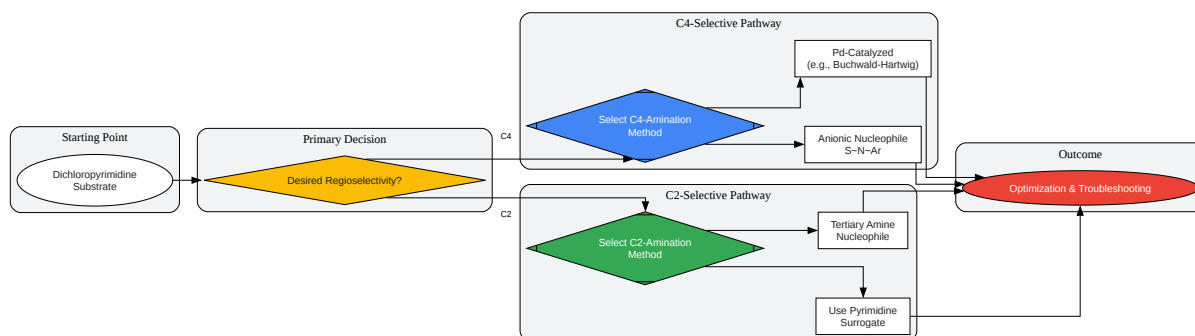 C4-Selective Pathway
Pd-Catalyzed
(e.g., Buchwald-Hartwig)
Select C4-Amination
Method
Anionic Nucleophile
S~N~Ar
Starting Point
Dichloropyrimidine
Substrate
Primary Decision
Desired Regioselectivity?
C4
C2
Outcome
Optimization & Troubleshooting
C2-Selective Pathway
Select C2-Amination
Method
Tertiary Amine
Nucleophile
Use Pyrimidine
Surrogate